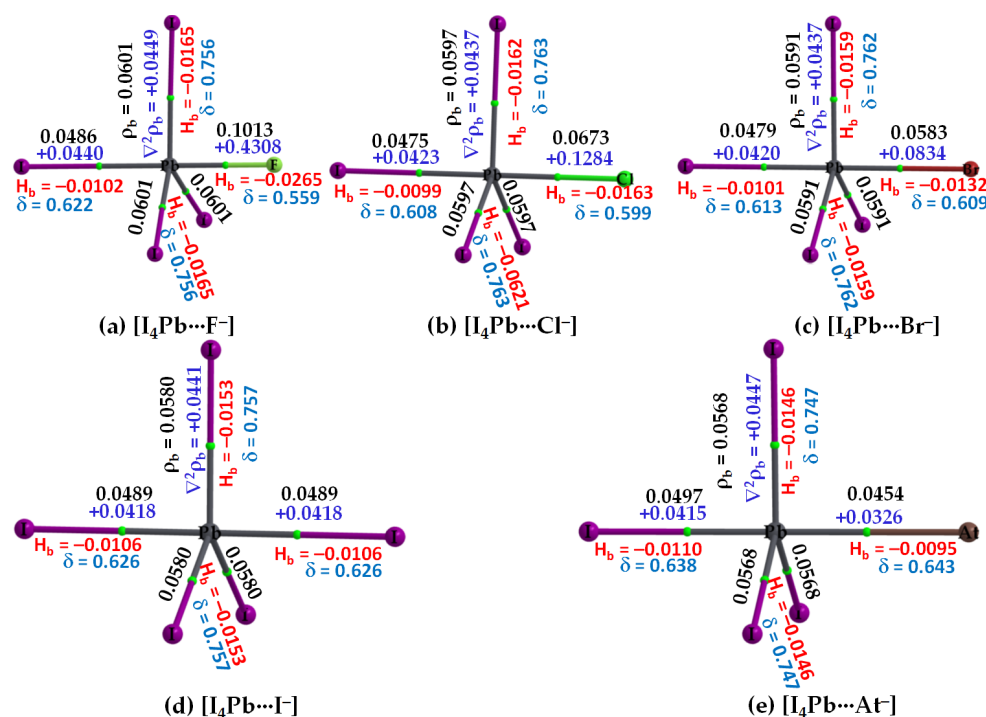 I
ρb = 0.0601
∇²ρb = +0.0449
Hb = −0.0165
δ = 0.756
0.0486
+0.0440
I
Hb = −0.0102
δ = 0.622
Pb
0.1013
+0.4308
F
Hb = −0.0265
δ = 0.559
0.0601
0.0601
Hb = −0.0165
δ = 0.756
I
I
(a) [I₄Pb···F⁻]
I
ρb = 0.0597
∇²ρb = +0.0437
Hb = −0.0162
δ = 0.763
0.0475
+0.0423
I
Hb = −0.0099
δ = 0.608
Pb
0.0673
+0.1284
Cl
Hb = −0.0163
δ = 0.599
0.0597
0.0597
Hb = −0.0621
δ = 0.763
I
I
(b) [I₄Pb···Cl⁻]
I
ρb = 0.0591
∇²ρb = +0.0437
Hb = −0.0159
δ = 0.762
0.0479
+0.0420
I
Hb = −0.0101
δ = 0.613
Pb
0.0583
+0.0834
Br
Hb = −0.0132
δ = 0.609
0.0591
0.0591
Hb = −0.0159
δ = 0.762
I
I
(c) [I₄Pb···Br⁻]
I
ρb = 0.0580
∇²ρb = +0.0441
Hb = −0.0153
δ = 0.757
0.0489
+0.0418
I
Hb = −0.0106
δ = 0.626
Pb
0.0489
+0.0418
I
Hb = −0.0106
δ = 0.626
0.0580
0.0580
Hb = −0.0153
δ = 0.757
I
I
(d) [I₄Pb···I⁻]
I
ρb = 0.0568
∇²ρb = +0.0447
Hb = −0.0146
δ = 0.747
0.0497
+0.0415
I
Hb = −0.0110
δ = 0.638
Pb
0.0454
+0.0326
At
Hb = −0.0095
δ = 0.643
0.0568
0.0568
Hb = −0.0146
δ = 0.747
I
I
(e) [I₄Pb···At⁻]